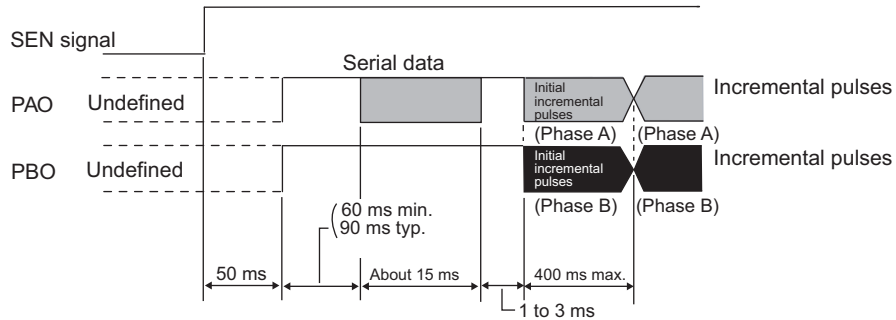 SEN signal
Serial data
PAO
Undefined
Initial
incremental
pulses
(Phase A)
(Phase A)
Incremental pulses
PBO
Undefined
Initial
incremental
pulses
(Phase B)
(Phase B)
Incremental pulses
60 ms min.
90 ms typ.
50 ms
About 15 ms
400 ms max.
1 to 3 ms